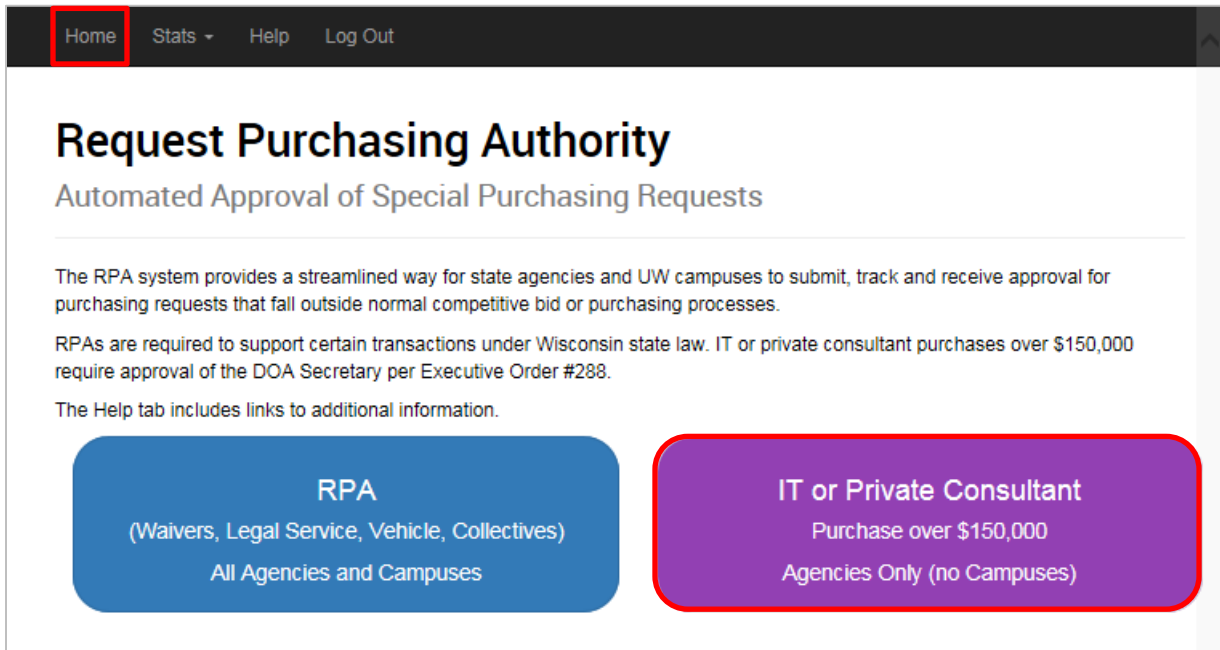 Home Stats Help Log Out
Request Purchasing Authority
Automated Approval of Special Purchasing Requests
The RPA system provides a streamlined way for state agencies and UW campuses to submit, track and receive approval for
purchasing requests that fall outside normal competitive bid or purchasing processes.
RPAs are required to support certain transactions under Wisconsin state law. IT or private consultant purchases over $150,000
require approval of the DOA Secretary per Executive Order #288.
The Help tab includes links to additional information.
RPA
(Waivers, Legal Service, Vehicle, Collectives)
All Agencies and Campuses
IT or Private Consultant
Purchase over $150,000
Agencies Only (no Campuses)